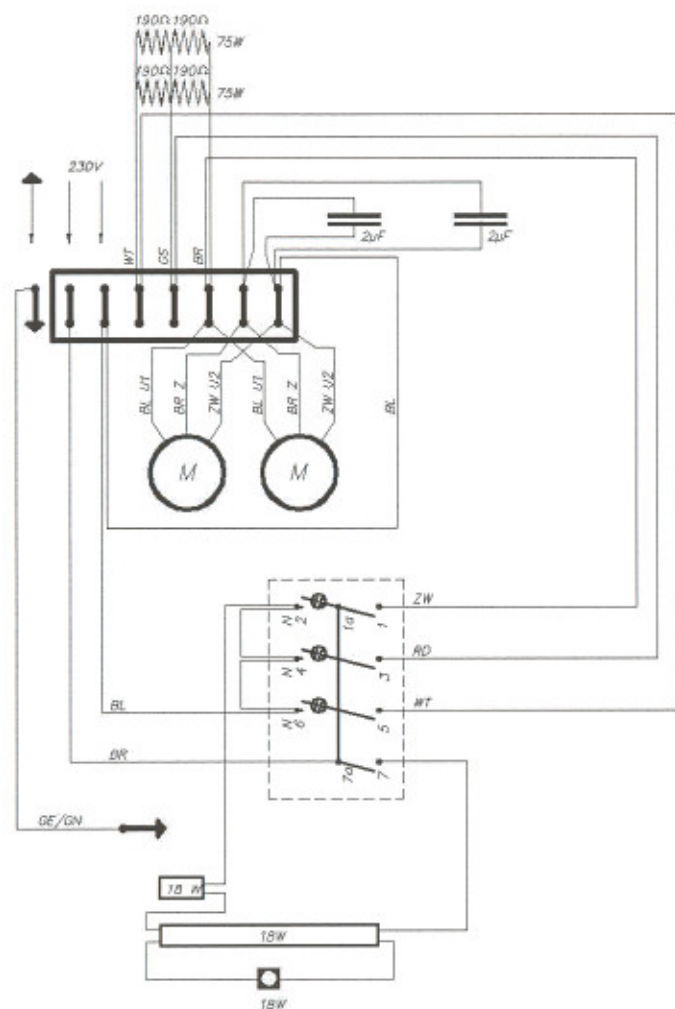 190Ω 190Ω
75W
190Ω 190Ω
75W
230V
WT
GS
BR
2µF
2µF
BL U1
BR Z
ZW U2
BL U1
BR Z
ZW U2
BL
M
M
ZW
N 2
1a
1
RD
N 4
3
WT
BL
N 6
5
BR
7a
7
GE/GN
18 W
18W
18W